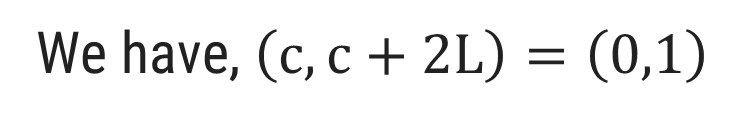 We have, (c, c + 2L) = (0,1)